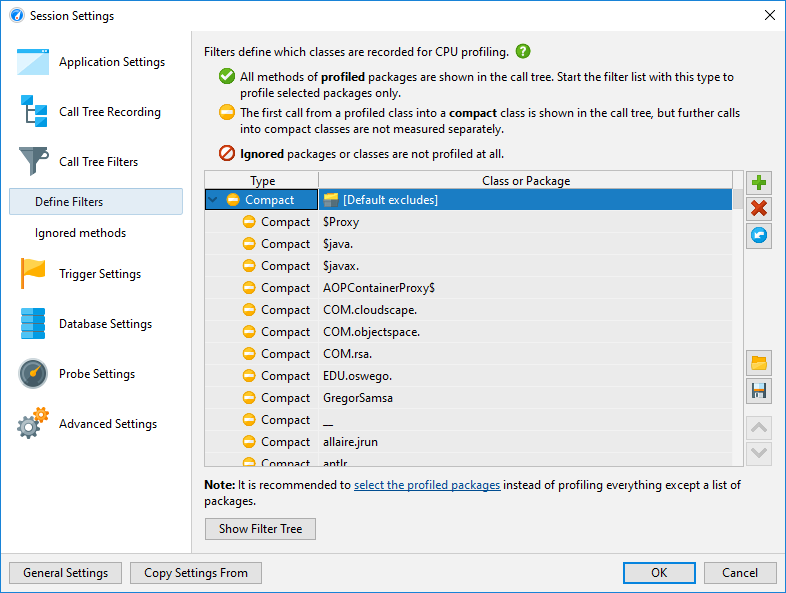 Session Settings
Application Settings
Call Tree Recording
Call Tree Filters
Define Filters
Ignored methods
Trigger Settings
Database Settings
Probe Settings
Advanced Settings
Filters define which classes are recorded for CPU profiling. ?
All methods of profiled packages are shown in the call tree. Start the filter list with this type to
profile selected packages only.
The first call from a profiled class into a compact class is shown in the call tree, but further calls
into compact classes are not measured separately.
Ignored packages or classes are not profiled at all.
Type Class or Package
Compact [Default excludes]
Compact $Proxy
Compact $java.
Compact $javax.
Compact AOPContainerProxy$
Compact COM.cloudscape.
Compact COM.objectspace.
Compact COM.rsa.
Compact EDU.oswego.
Compact GregorSamsa
Compact __
Compact allaire.jrun
Compact antlr
Note: It is recommended to select the profiled packages instead of profiling everything except a list of
packages.
Show Filter Tree
General Settings Copy Settings From OK Cancel